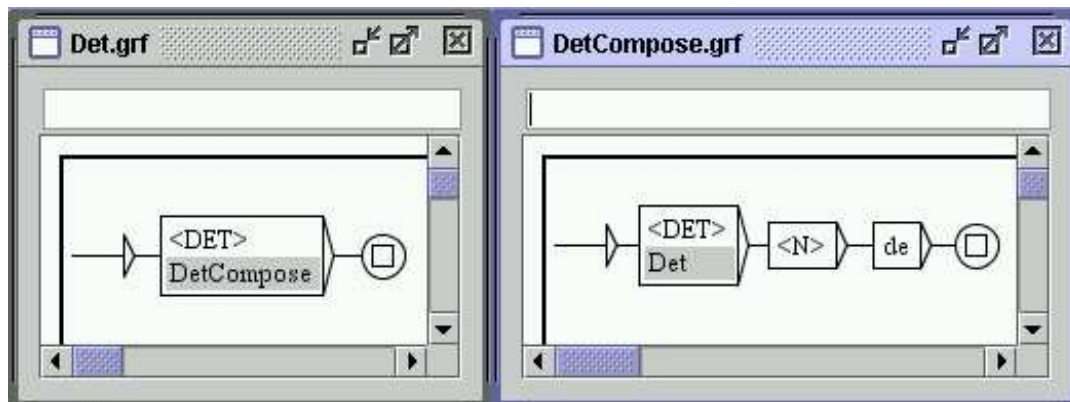 Det.grf
<DET>
DetCompose
DetCompose.grf
<DET>
Det
<N>
de